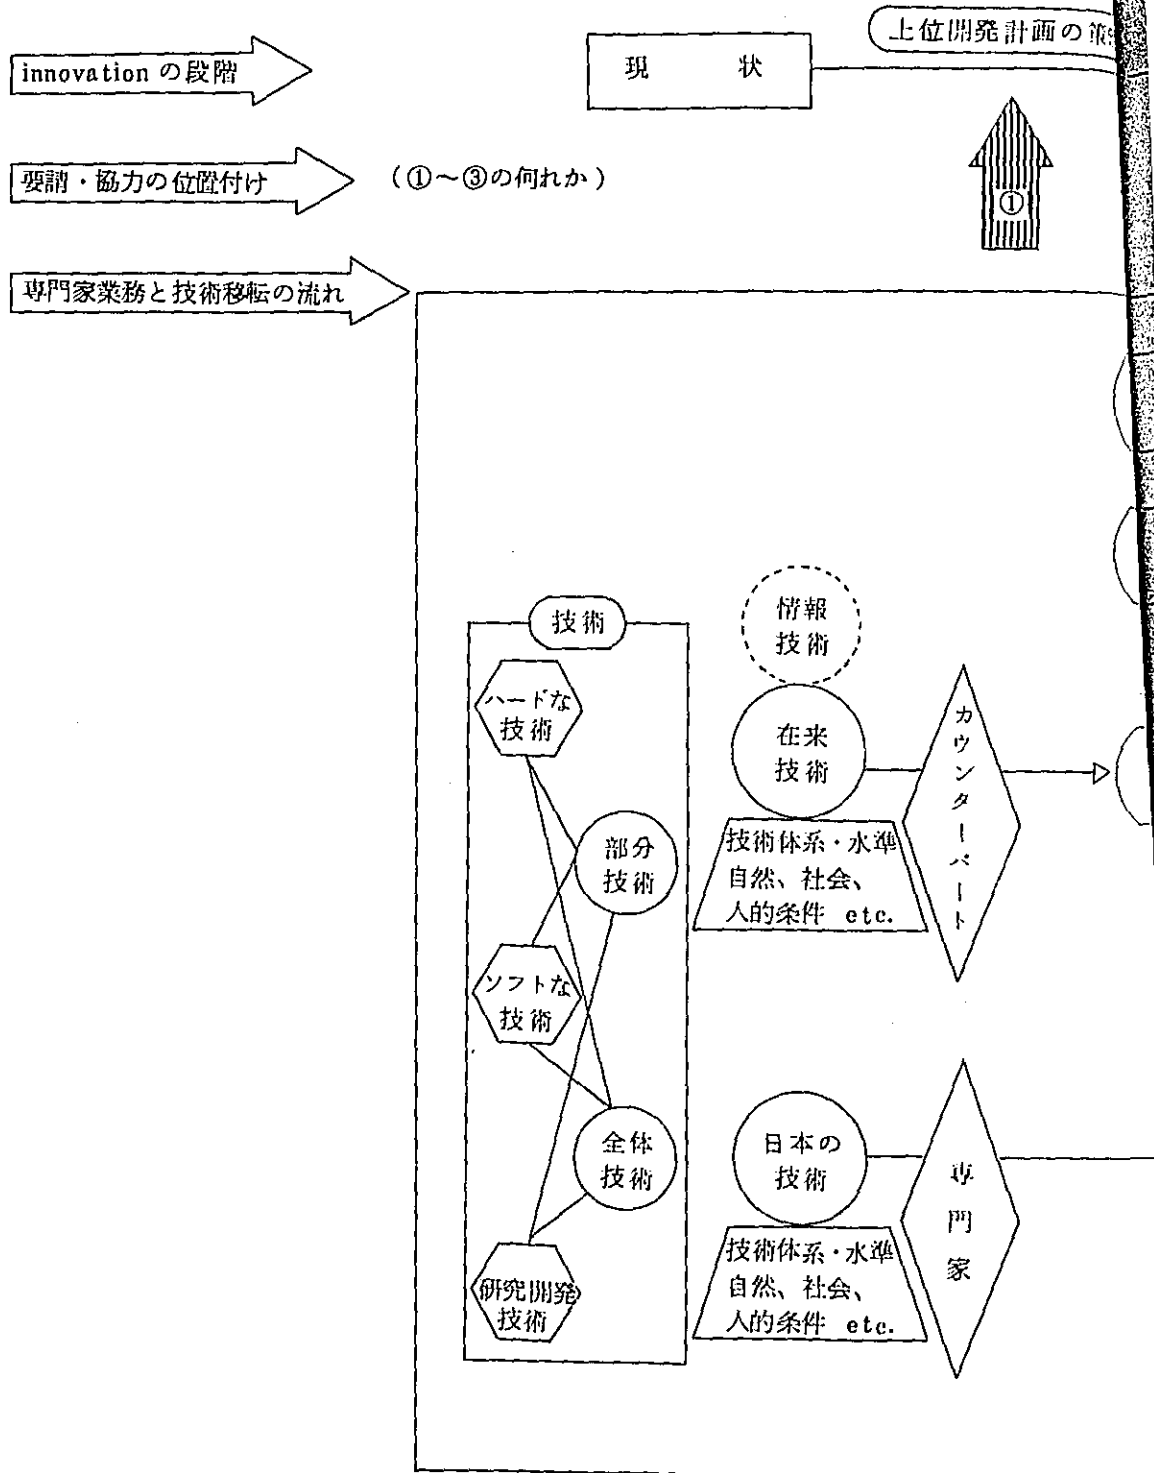 上位開発計画の策
innovation の段階
現 状
要請・協力の位置付け
(①～③の何れか)
①
専門家業務と技術移転の流れ
技術
ハードな
技術
部分
技術
ソフトな
技術
全体
技術
研究開発
技術
情報
技術
在来
技術
技術体系・水準
自然、社会、
人的条件 etc.
カウンターパート
日本の
技術
技術体系・水準
自然、社会、
人的条件 etc.
専門家